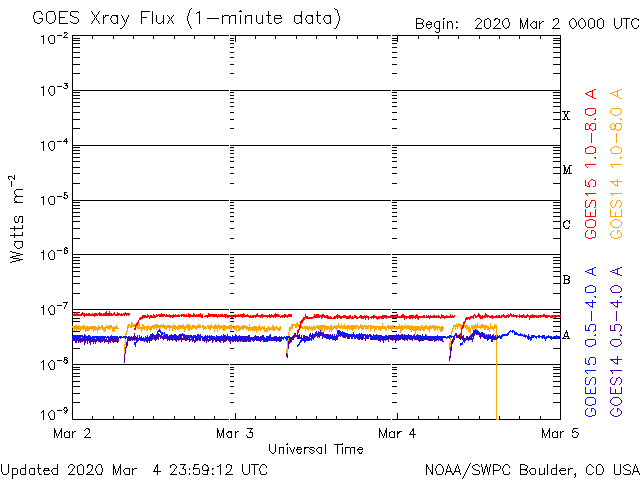 GOES Xray Flux (1-minute data)
Begin: 2020 Mar 2 0000 UTC
10⁻²
10⁻³
10⁻⁴
10⁻⁵
10⁻⁶
10⁻⁷
10⁻⁸
10⁻⁹
Watts m⁻²
X
M
C
B
A
GOES15 1.0-8.0 A
GOES14 1.0-8.0 A
GOES15 0.5-4.0 A
GOES14 0.5-4.0 A
Mar 2
Mar 3
Mar 4
Mar 5
Universal Time
Updated 2020 Mar 4 23:59:12 UTC
NOAA/SWPC Boulder, CO USA